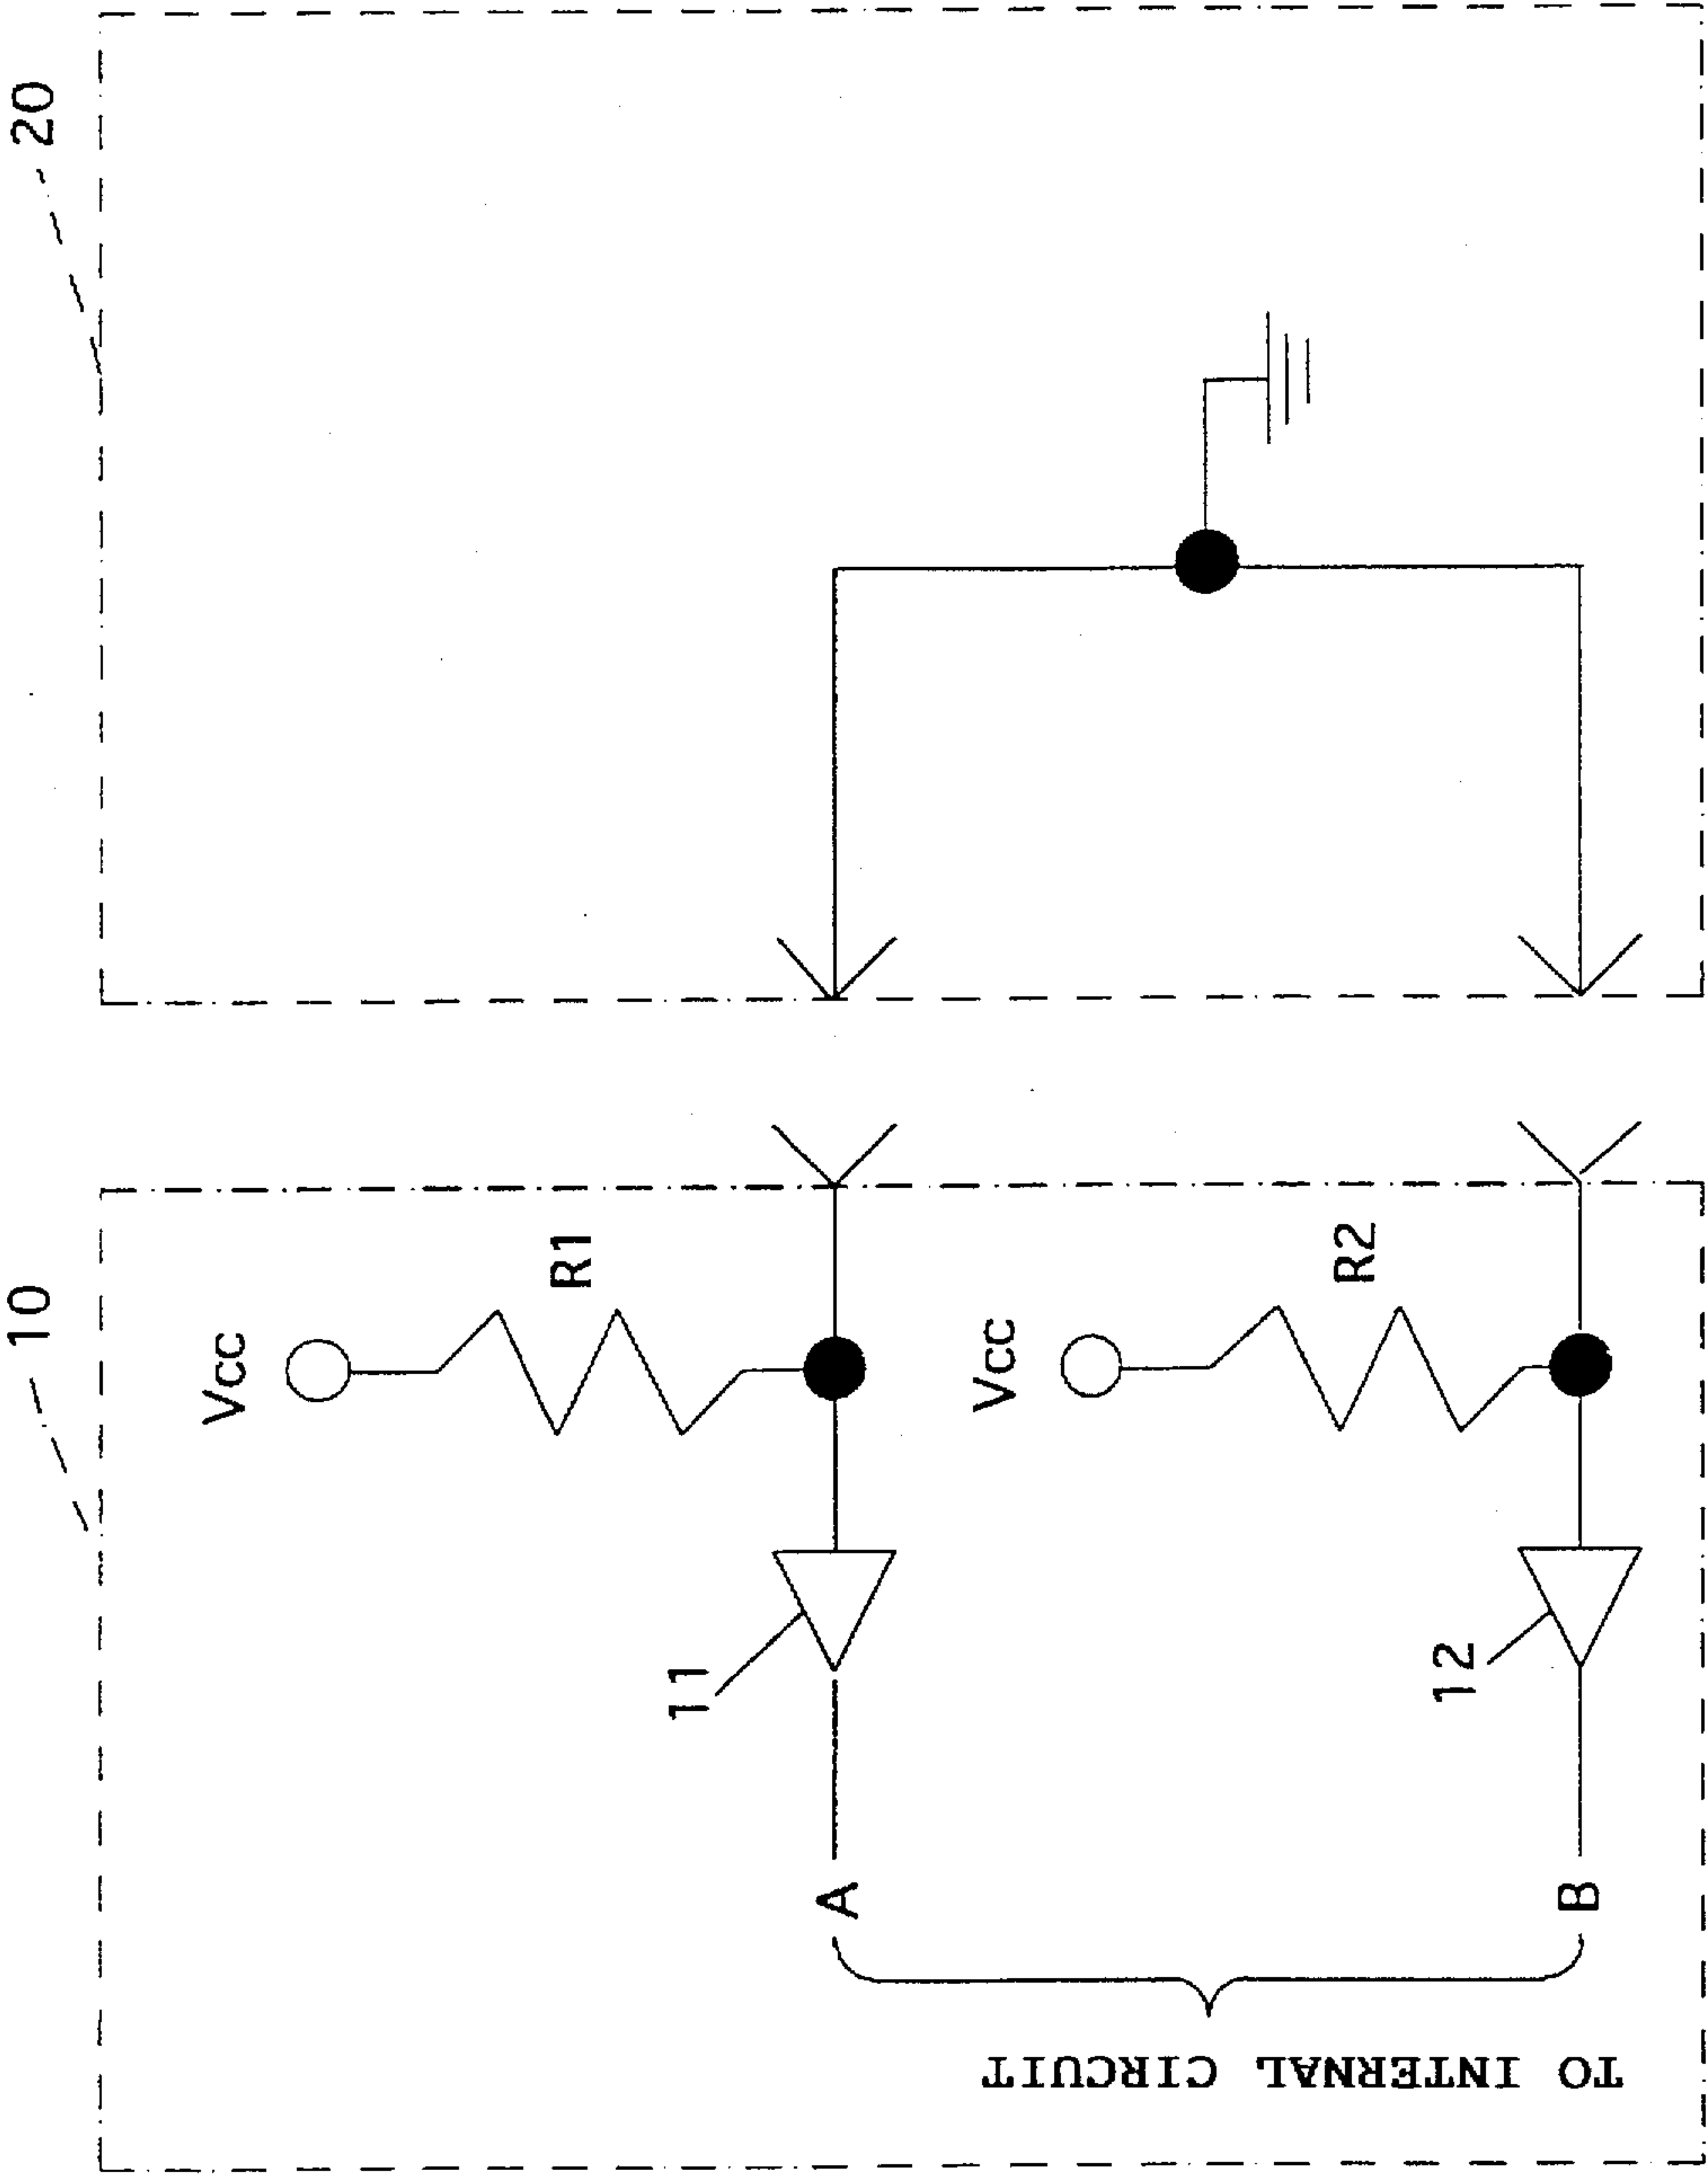 10
20
Vcc
R1
11
A
Vcc
R2
12
B
TO INTERNAL CIRCUIT